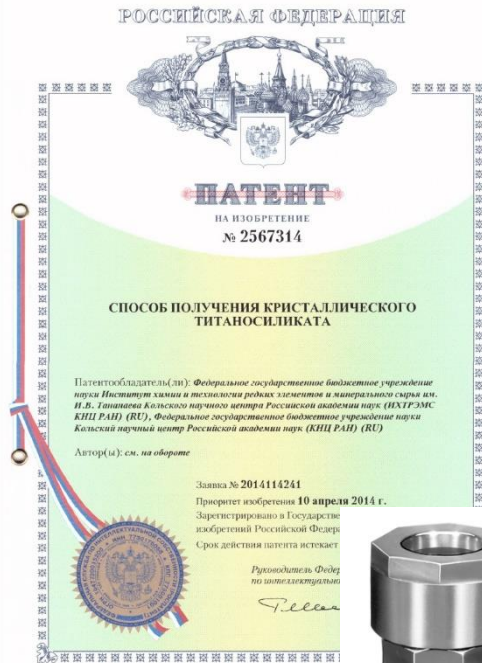 РОССИЙСКАЯ ФЕДЕРАЦИЯ
ПАТЕНТ
НА ИЗОБРЕТЕНИЕ
№ 2567314
СПОСОБ ПОЛУЧЕНИЯ КРИСТАЛЛИЧЕСКОГО
ТИТАНОСИЛИКАТА
Патентообладатель(ли): Федеральное государственное бюджетное учреждение
науки Институт химии и технологии редких элементов и минерального сырья им.
И.В. Тананаева Кольского научного центра Российской академии наук (ИХТРЭМС
КНЦ РАН) (RU), Федеральное государственное бюджетное учреждение науки
Кольский научный центр Российской академии наук (КНЦ РАН) (RU)
Автор(ы): см. на обороте
Заявка № 2014114241
Приоритет изобретения 10 апреля 2014 г.
Зарегистрировано в Государстве
изобретений Российской Федера
Срок действия патента истекает
Руководитель Федер
по интеллектуальн